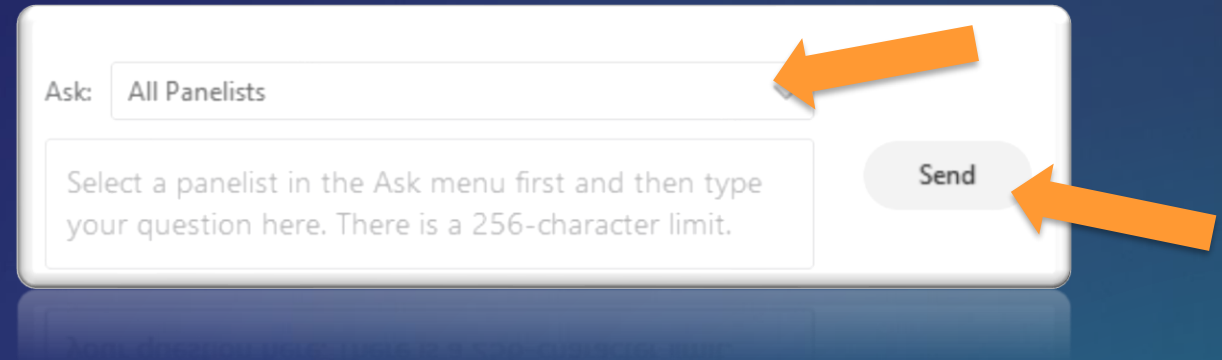 Ask: All Panelists
Select a panelist in the Ask menu first and then type
your question here. There is a 256-character limit.
Send